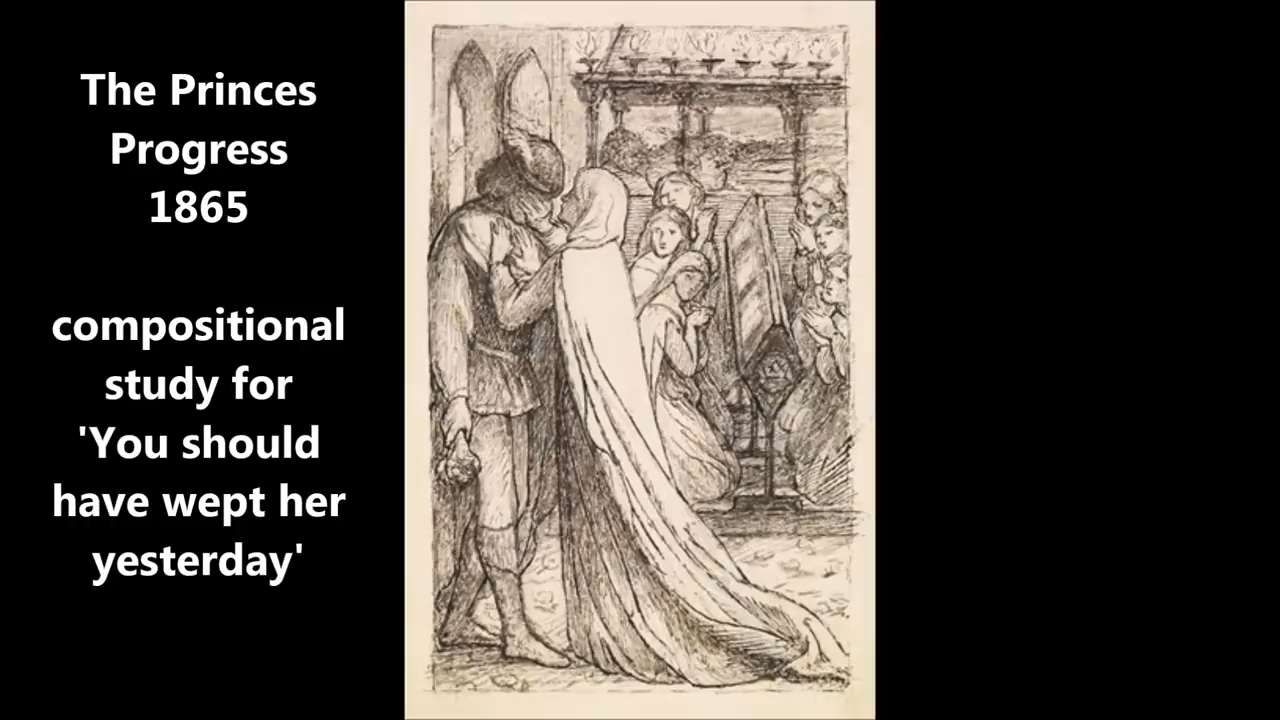 The Princes
Progress
1865
compositional
study for
'You should
have wept her
yesterday'